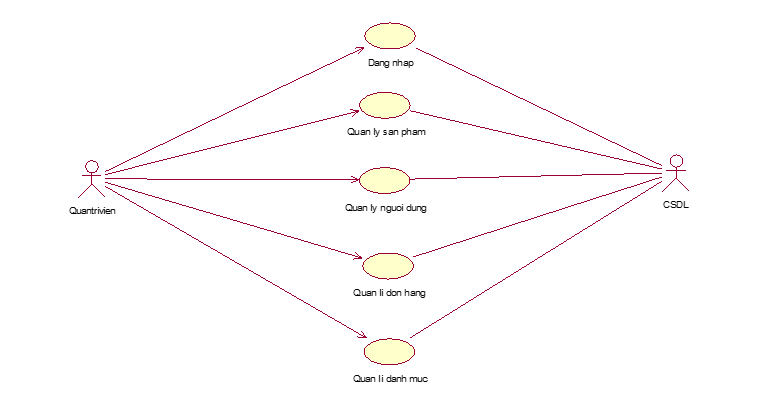 Dang nhap
Quan ly san pham
Quan ly nguoi dung
Quantrivien
CSDL
Quan li don hang
Quan li danh muc